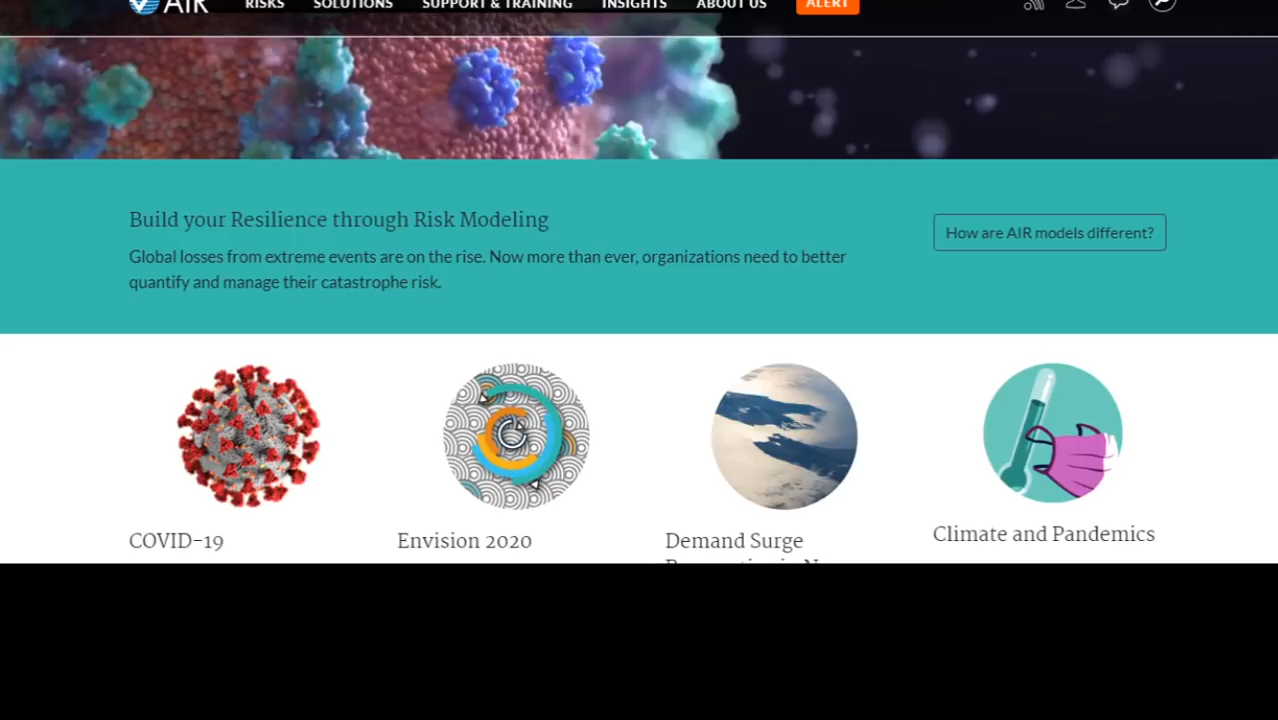 AIR RISKS SOLUTIONS SUPPORT & TRAINING INSIGHTS ABOUT US ALERT
Build your Resilience through Risk Modeling
How are AIR models different?
Global losses from extreme events are on the rise. Now more than ever, organizations need to better
quantify and manage their catastrophe risk.
COVID-19
Envision 2020
Demand Surge
Climate and Pandemics